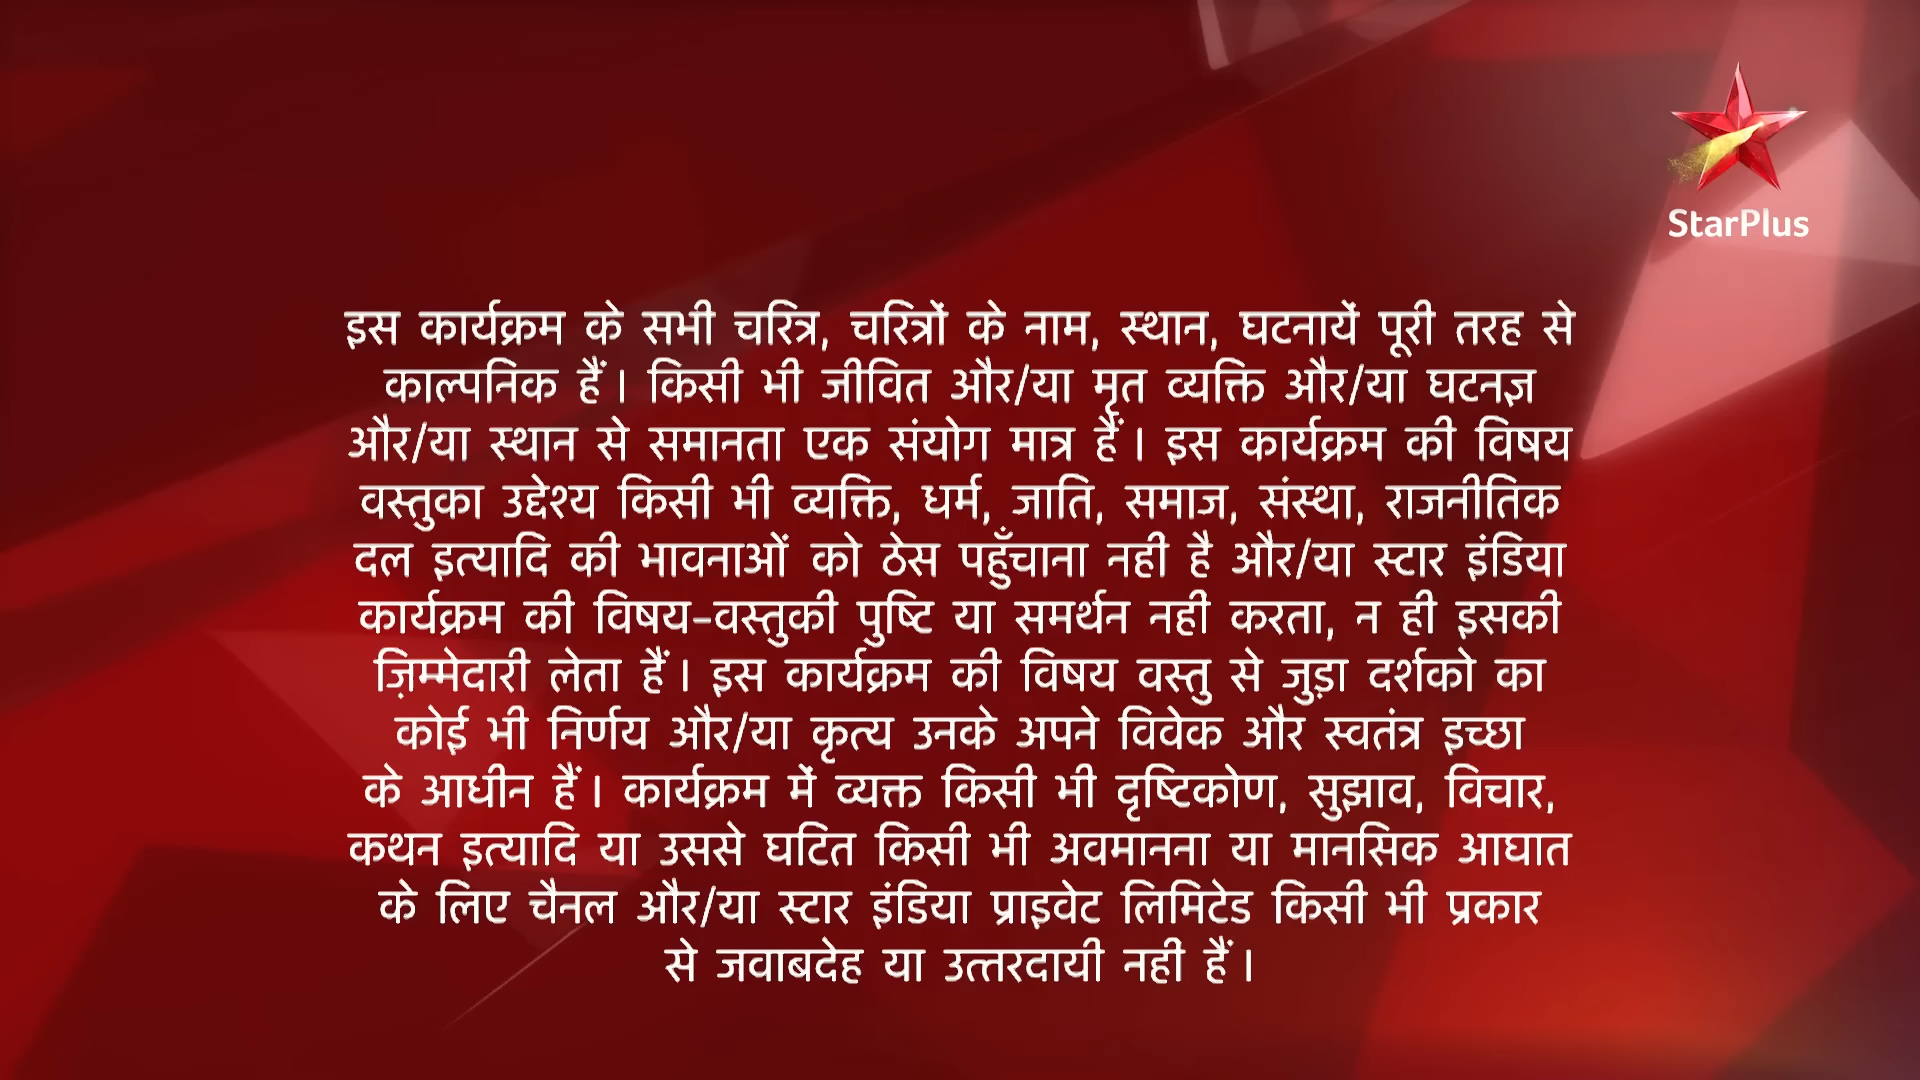 StarPlus
इस कार्यक्रम के सभी चरित्र, चरित्रों के नाम, स्थान, घटनायें पूरी तरह से
काल्पनिक हैं। किसी भी जीवित और/या मृत व्यक्ति और/या घटनज्ञ
और/या स्थान से समानता एक संयोग मात्र हैं। इस कार्यक्रम की विषय
वस्तुका उद्देश्य किसी भी व्यक्ति, धर्म, जाति, समाज, संस्था, राजनीतिक
दल इत्यादि की भावनाओं को ठेस पहुँचाना नही है और/या स्टार इंडिया
कार्यक्रम की विषय-वस्तुकी पुष्टि या समर्थन नही करता, न ही इसकी
ज़िम्मेदारी लेता हैं। इस कार्यक्रम की विषय वस्तु से जुड़ा दर्शको का
कोई भी निर्णय और/या कृत्य उनके अपने विवेक और स्वतंत्र इच्छा
के आधीन हैं। कार्यक्रम में व्यक्त किसी भी दृष्टिकोण, सुझाव, विचार,
कथन इत्यादि या उससे घटित किसी भी अवमानना या मानसिक आघात
के लिए चैनल और/या स्टार इंडिया प्राइवेट लिमिटेड किसी भी प्रकार
से जवाबदेह या उत्तरदायी नही हैं।